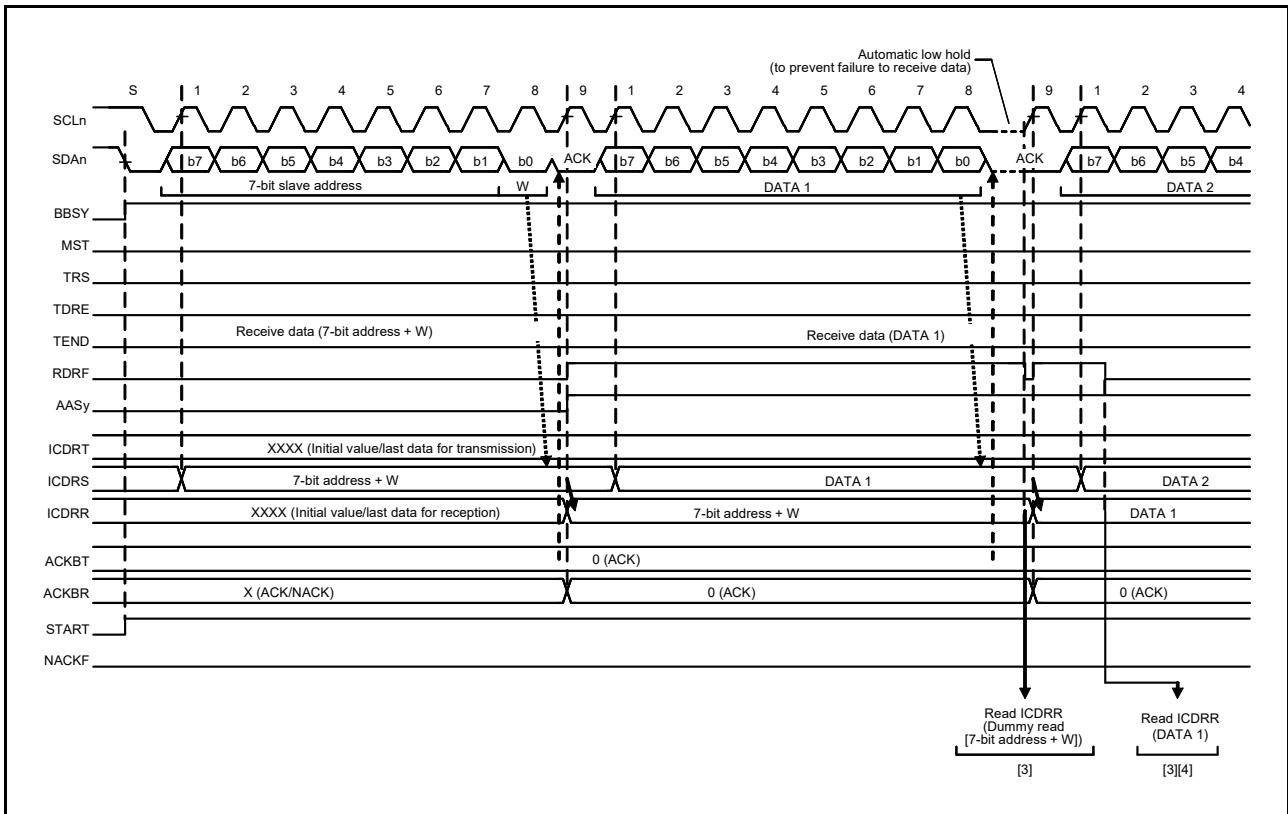 Automatic low hold
(to prevent failure to receive data)
S 1 2 3 4 5 6 7 8 9 1 2 3 4 5 6 7 8 9 1 2 3 4
SCLn
SDAn b7 b6 b5 b4 b3 b2 b1 b0 ACK b7 b6 b5 b4 b3 b2 b1 b0 ACK b7 b6 b5 b4
7-bit slave address W DATA 1 DATA 2
BBSY
MST
TRS
TDRE
Receive data (7-bit address + W) Receive data (DATA 1)
TEND
RDRF
AASy
ICDRT XXXX (Initial value/last data for transmission)
ICDRS 7-bit address + W DATA 1 DATA 2
ICDRR XXXX (Initial value/last data for reception) 7-bit address + W DATA 1
ACKBT 0 (ACK)
ACKBR X (ACK/NACK) 0 (ACK) 0 (ACK)
START
NACKF
Read ICDRR
(Dummy read
[7-bit address + W])
[3]
Read ICDRR
(DATA 1)
[3][4]